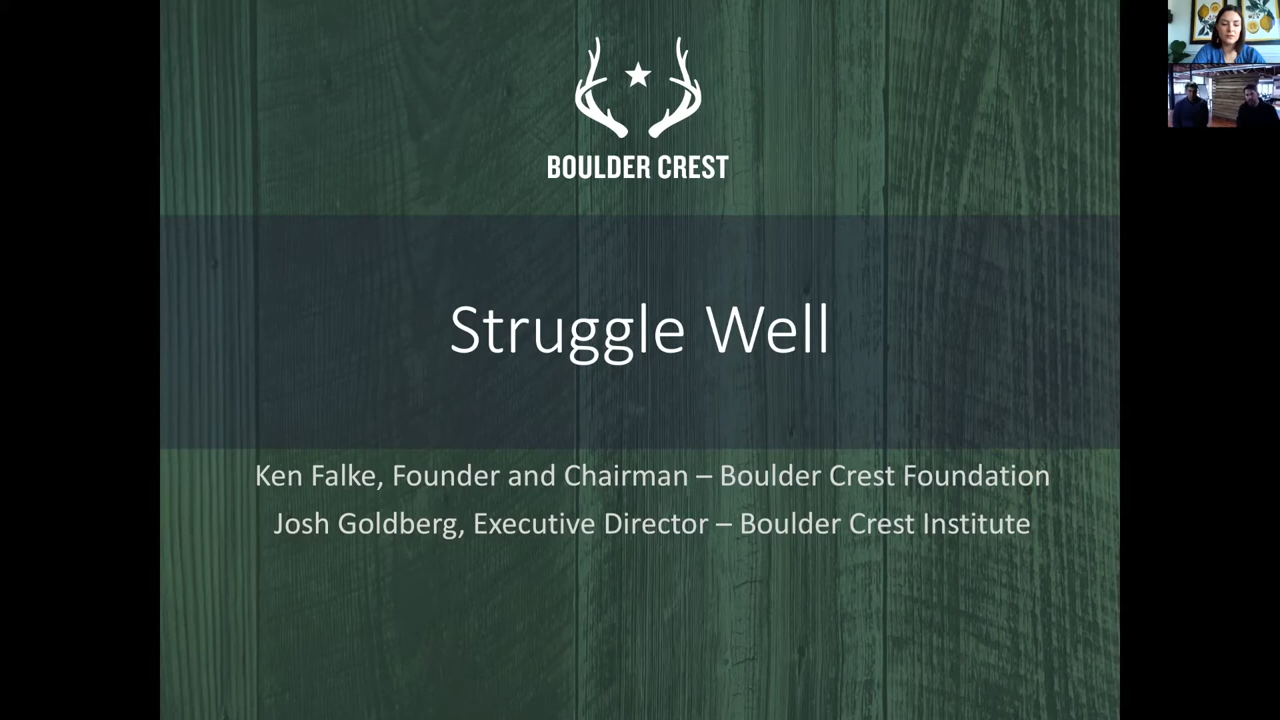 BOULDER CREST
Struggle Well
Ken Falke, Founder and Chairman – Boulder Crest Foundation
Josh Goldberg, Executive Director – Boulder Crest Institute